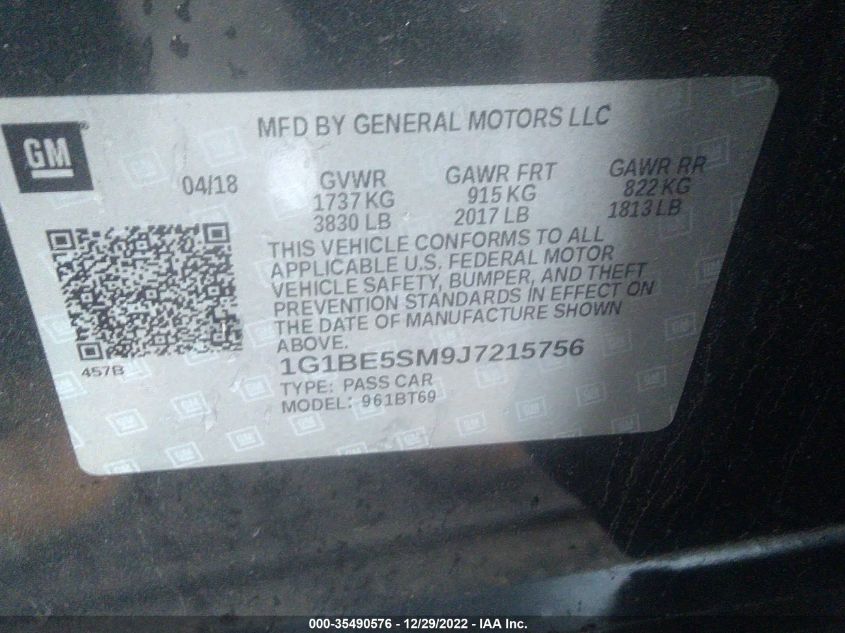 MFD BY GENERAL MOTORS LLC
GM
04/18
GVWR GAWR FRT GAWR RR
1737 KG 915 KG 822 KG
3830 LB 2017 LB 1813 LB
THIS VEHICLE CONFORMS TO ALL
APPLICABLE U.S. FEDERAL MOTOR
VEHICLE SAFETY, BUMPER, AND THEFT
PREVENTION STANDARDS IN EFFECT ON
THE DATE OF MANUFACTURE SHOWN
ABOVE.
457B
1G1BE5SM9J7215756
TYPE: PASS CAR
MODEL: 961BT69
000-35490576 - 12/29/2022 - IAA Inc.